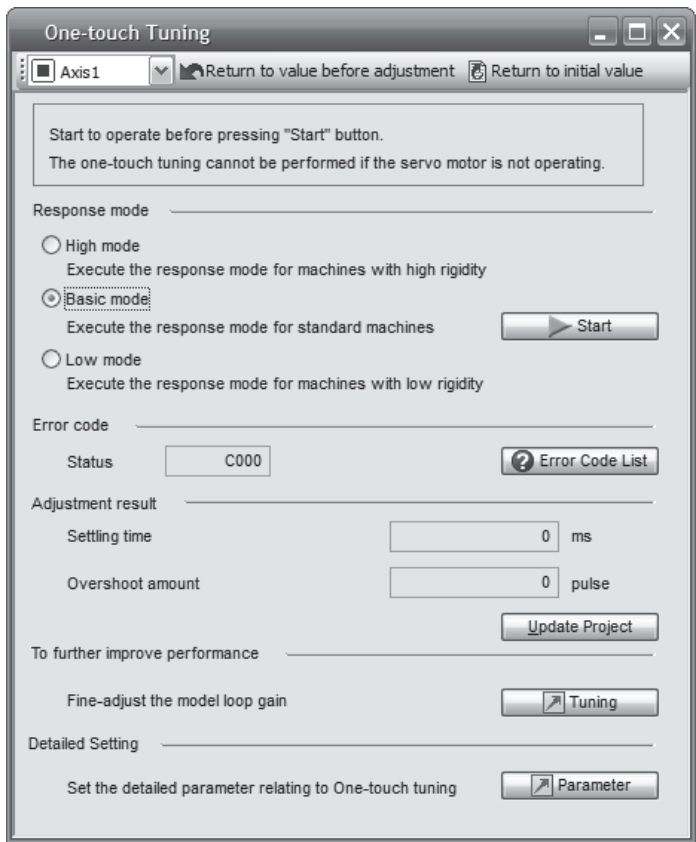 One-touch Tuning
Axis1 Return to value before adjustment Return to initial value
Start to operate before pressing "Start" button.
The one-touch tuning cannot be performed if the servo motor is not operating.
Response mode
High mode
Execute the response mode for machines with high rigidity
Basic mode
Execute the response mode for standard machines Start
Low mode
Execute the response mode for machines with low rigidity
Error code
Status C000 Error Code List
Adjustment result
Settling time 0 ms
Overshoot amount 0 pulse
Update Project
To further improve performance
Fine-adjust the model loop gain Tuning
Detailed Setting
Set the detailed parameter relating to One-touch tuning Parameter